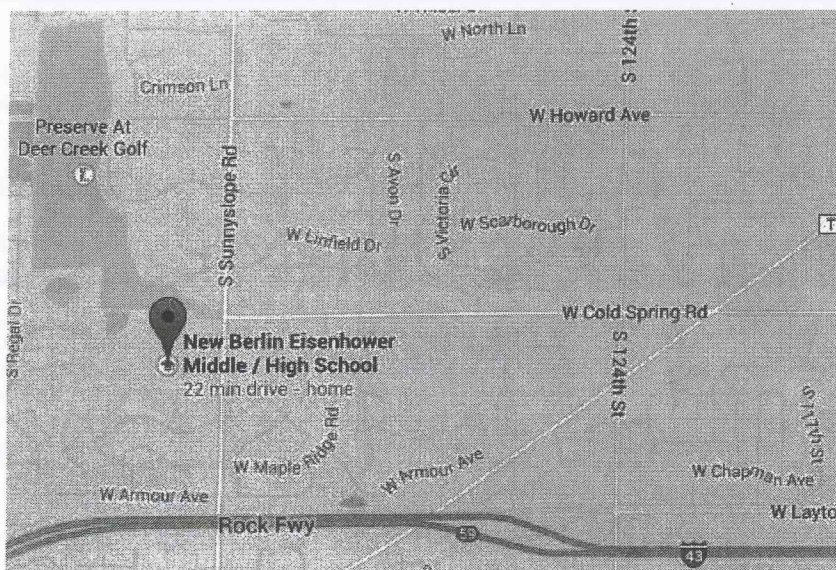 W North Ln
S 124th S
Crimson Ln
W Howard Ave
Preserve At
Deer Creek Golf
S Sunnyslope Rd
S Avon Dr
S Victoria Cir
W Scarborough Dr
W Linfield Dr
T
S Regal Dr
W Cold Spring Rd
New Berlin Eisenhower
Middle / High School
22 min drive - home
S 124th St
S 117th St
W Maple Ridge Rd
W Armour Ave
W Chapman Ave
W Armour Ave
W Layto
Rock Fwy
59
43